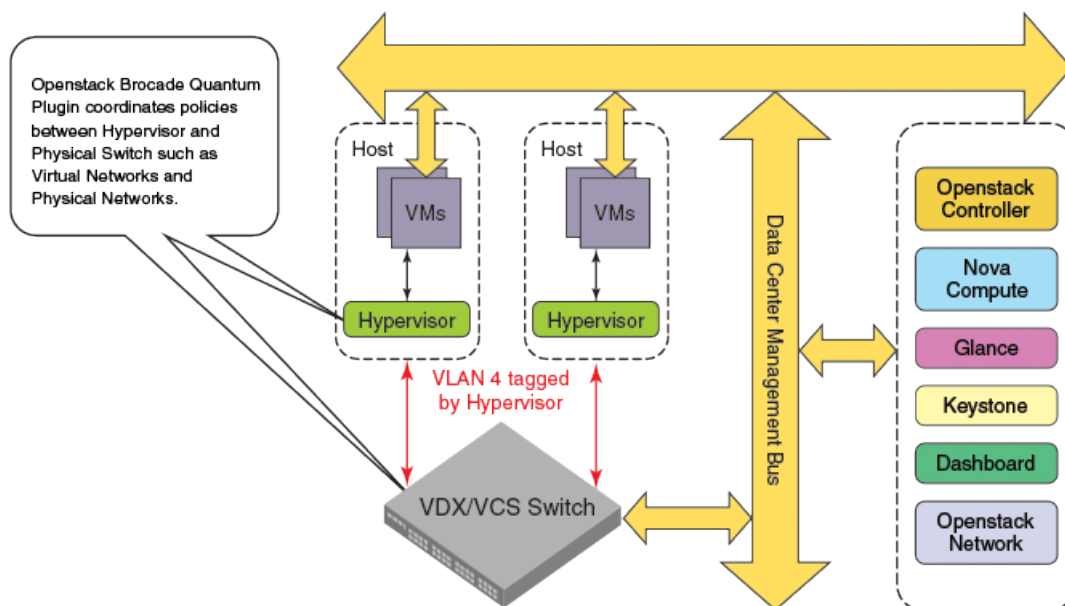 Openstack Brocade Quantum
Plugin coordinates policies
between Hypervisor and
Physical Switch such as
Virtual Networks and
Physical Networks.
Host
VMs
Hypervisor
Host
VMs
Hypervisor
VLAN 4 tagged
by Hypervisor
VDX/VCS Switch
Data Center Management Bus
Openstack
Controller
Nova
Compute
Glance
Keystone
Dashboard
Openstack
Network